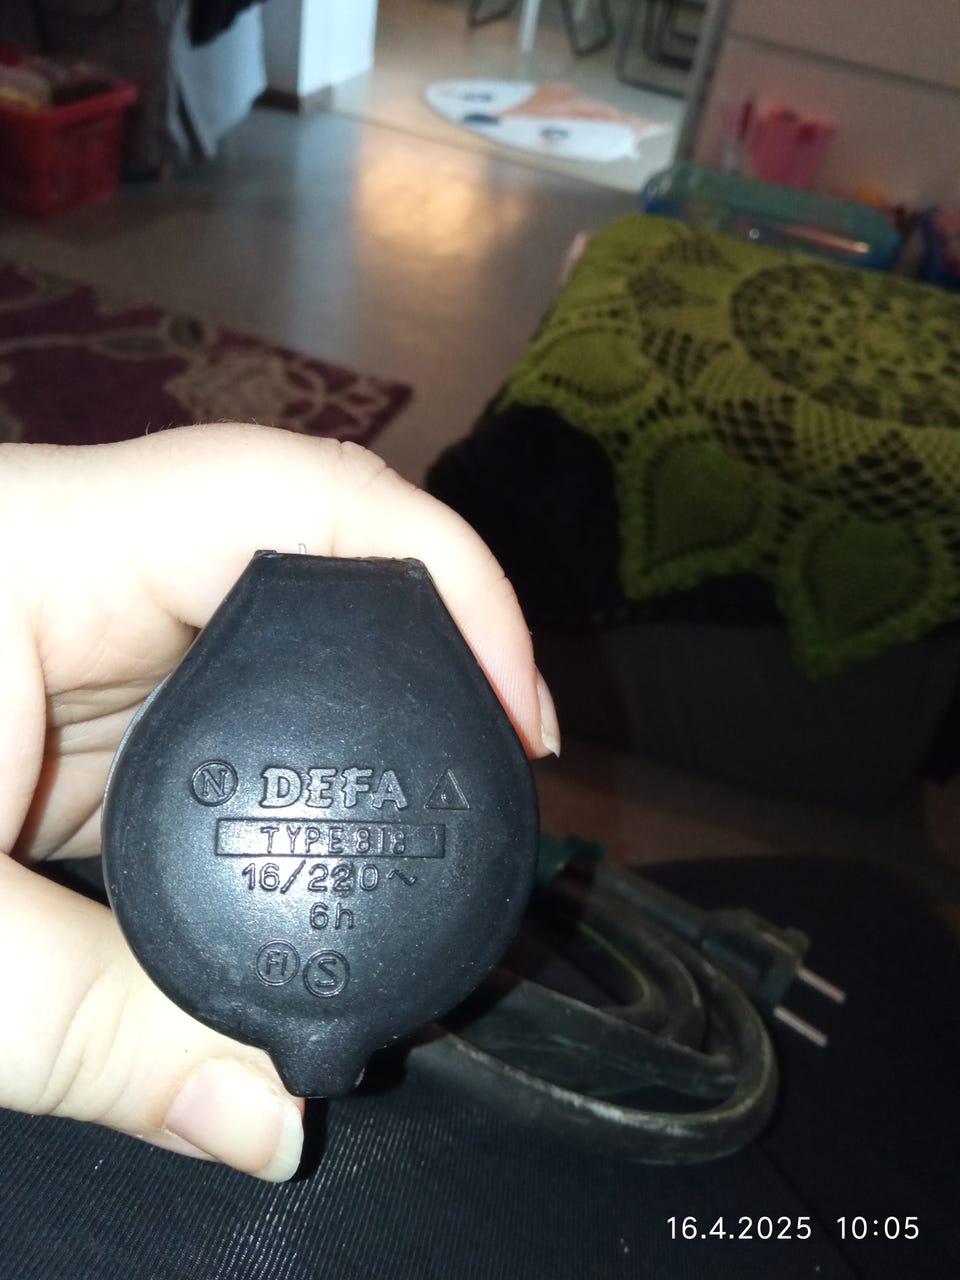 N DEFA
TYPE 818
16/220~
6h
FI S
16.4.2025 10:05